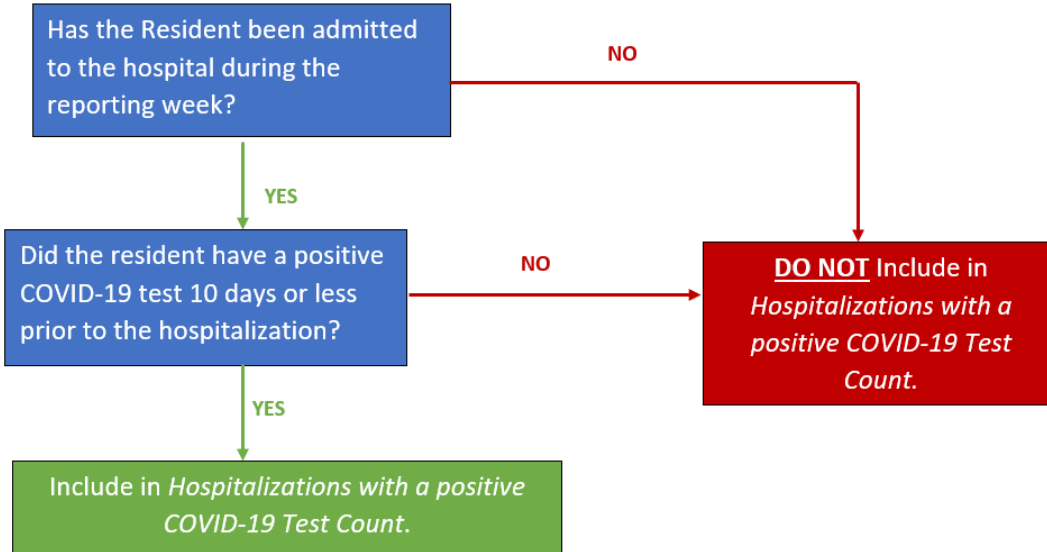 Has the Resident been admitted
to the hospital during the
reporting week?
NO
YES
Did the resident have a positive
COVID-19 test 10 days or less
prior to the hospitalization?
NO
DO NOT Include in
Hospitalizations with a
positive COVID-19 Test
Count.
YES
Include in Hospitalizations with a positive
COVID-19 Test Count.